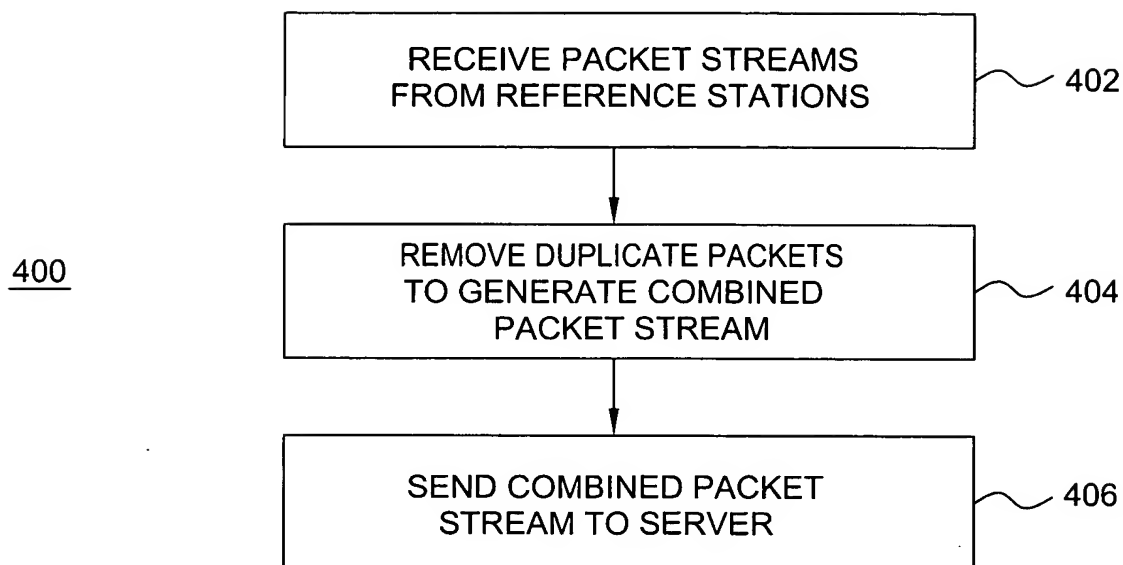 RECEIVE PACKET STREAMS
FROM REFERENCE STATIONS
402
400
REMOVE DUPLICATE PACKETS
TO GENERATE COMBINED
PACKET STREAM
404
SEND COMBINED PACKET
STREAM TO SERVER
406